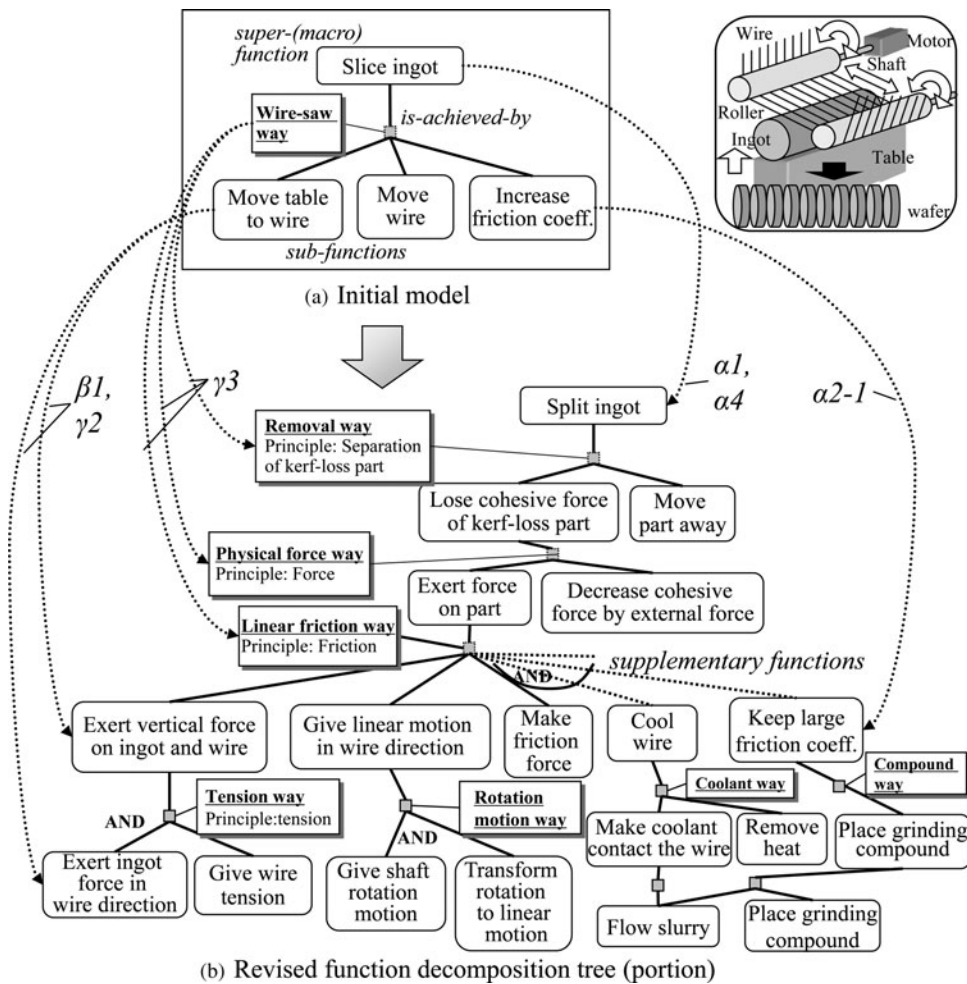 super-(macro)
function
Slice ingot
Wire-saw
way
is-achieved-by
Move table
to wire
Move
wire
Increase
friction coeff.
sub-functions
(a) Initial model
Wire
Motor
Shaft
Roller
Ingot
Table
wafer
β1,
γ2
γ3
α1,
α4
α2-1
Split ingot
Removal way
Principle: Separation
of kerf-loss part
Lose cohesive force
of kerf-loss part
Move
part away
Physical force way
Principle: Force
Exert force
on part
Decrease cohesive
force by external force
Linear friction way
Principle: Friction
AND
supplementary functions
Exert vertical force
on ingot and wire
Give linear motion
in wire direction
Make
friction
force
Cool
wire
Keep large
friction coeff.
Tension way
Principle:tension
Rotation
motion way
Coolant way
Compound
way
AND
AND
Exert ingot
force in
wire direction
Give wire
tension
Give shaft
rotation
motion
Transform
rotation
to linear
motion
Make coolant
contact the wire
Remove
heat
Place grinding
compound
Flow slurry
Place grinding
compound
(b) Revised function decomposition tree (portion)